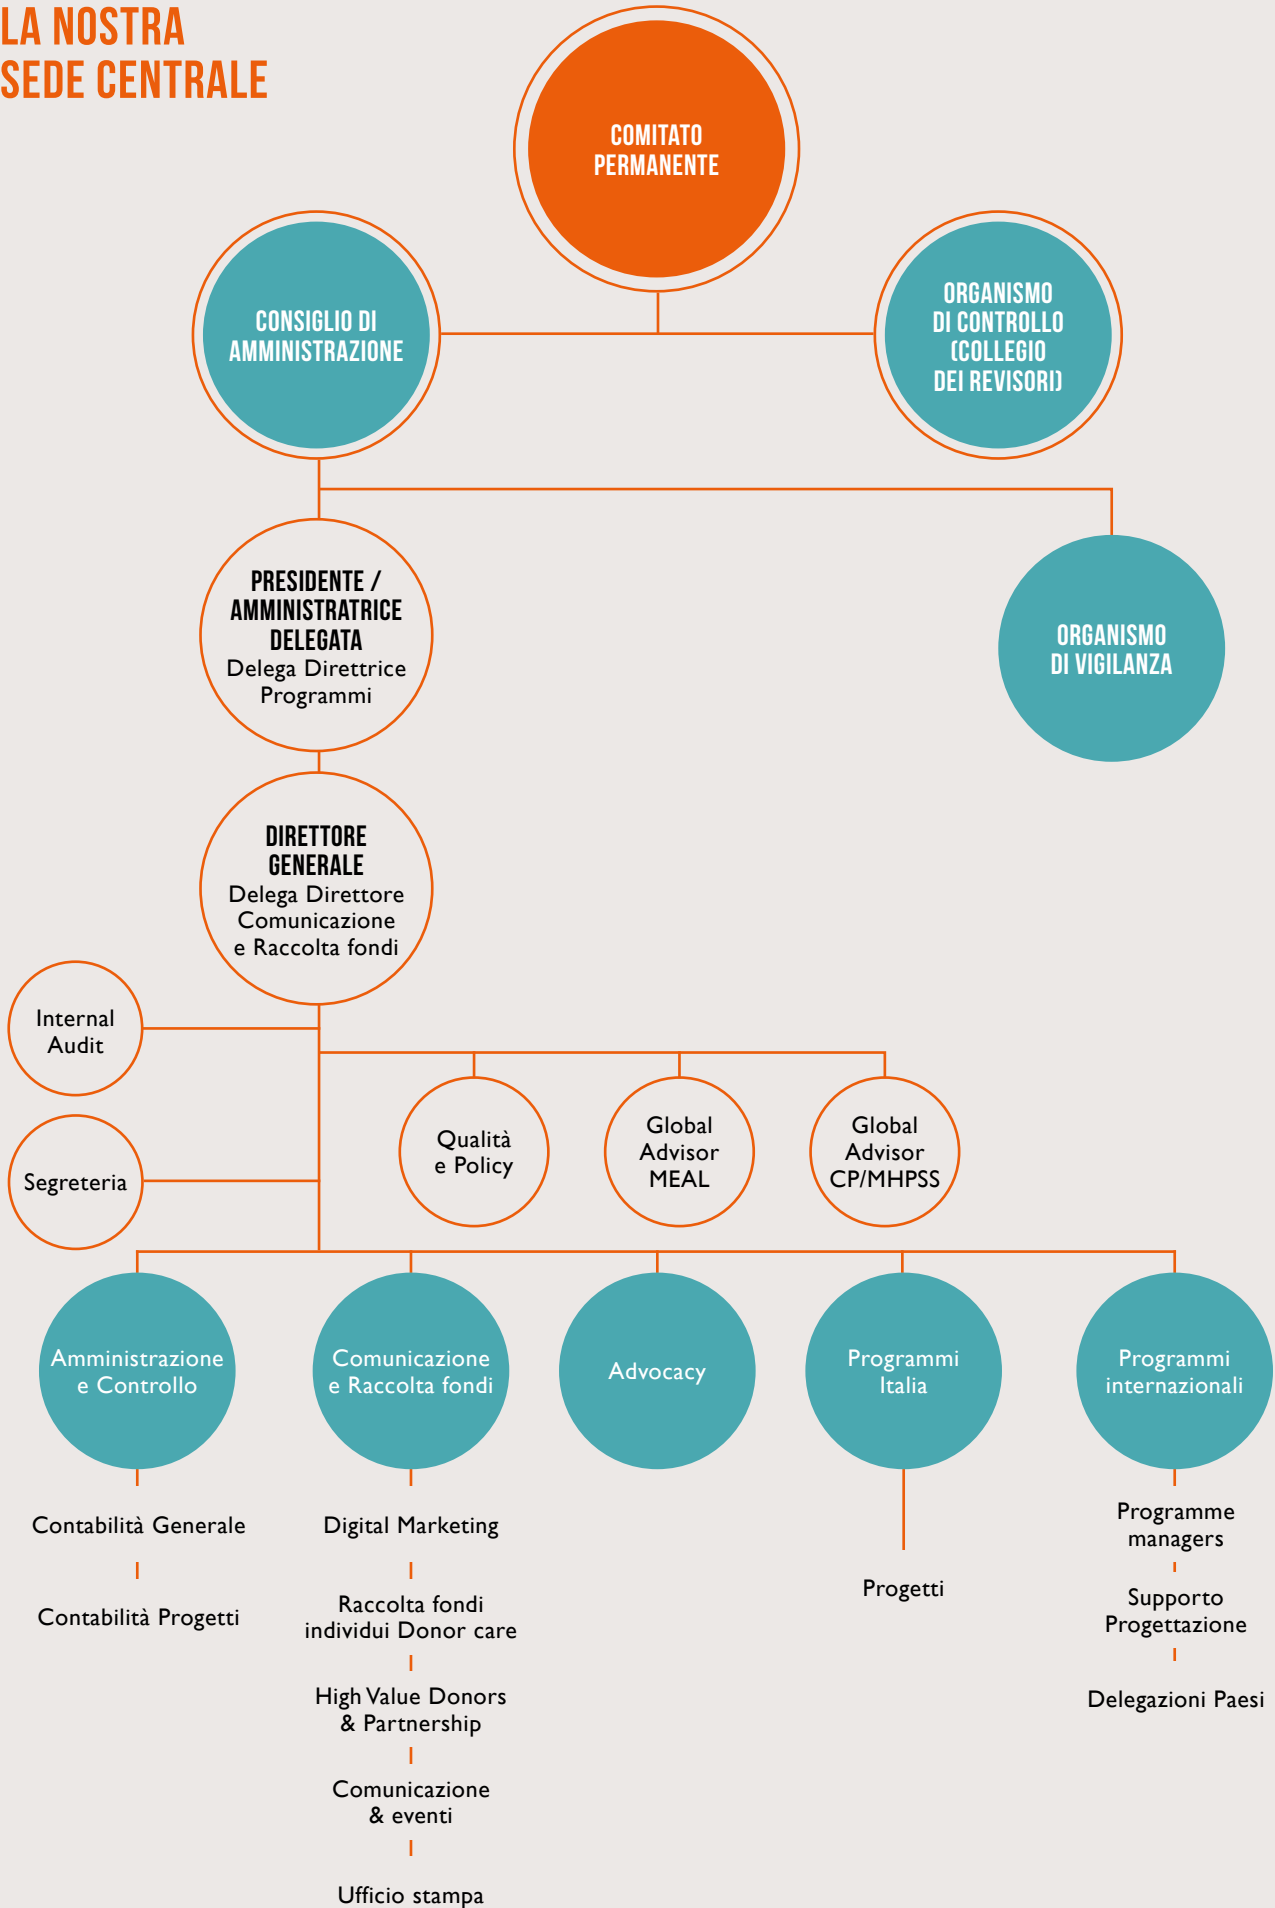 LA NOSTRA
SEDE CENTRALE
COMITATO
PERMANENTE
CONSIGLIO DI
AMMINISTRAZIONE
ORGANISMO
DI CONTROLLO
(COLLEGIO
DEI REVISORI)
PRESIDENTE /
AMMINISTRATRICE
DELEGATA
Delega Direttrice
Programmi
ORGANISMO
DI VIGILANZA
DIRETTORE
GENERALE
Delega Direttore
Comunicazione
e Raccolta fondi
Internal
Audit
Segreteria
Qualità
e Policy
Global
Advisor
MEAL
Global
Advisor
CP/MHPSS
Amministrazione
e Controllo
Comunicazione
e Raccolta fondi
Advocacy
Programmi
Italia
Programmi
internazionali
Contabilità Generale
Contabilità Progetti
Digital Marketing
Raccolta fondi
individui Donor care
High Value Donors
& Partnership
Comunicazione
& eventi
Ufficio stampa
Progetti
Programme
managers
Supporto
Progettazione
Delegazioni Paesi